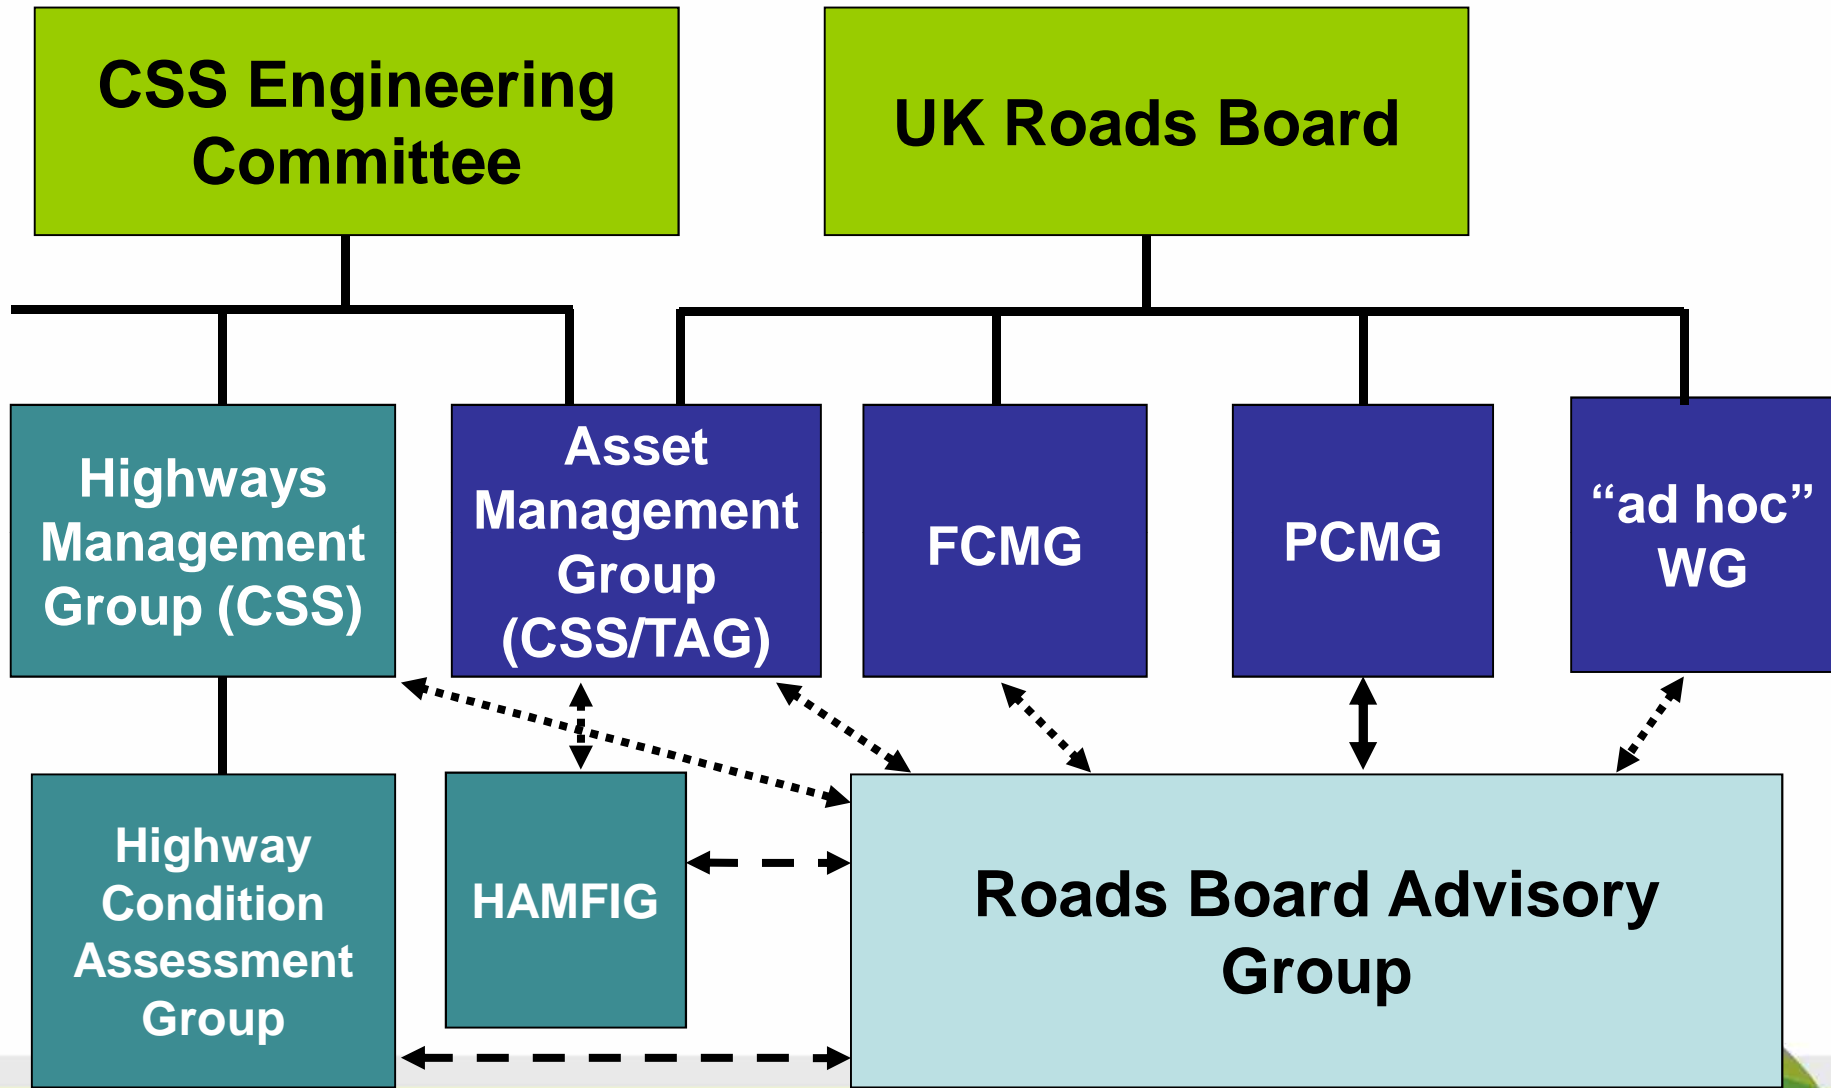 CSS Engineering
Committee
UK Roads Board
Highways
Management
Group (CSS)
Asset
Management
Group
(CSS/TAG)
FCMG
PCMG
“ad hoc”
WG
Highway
Condition
Assessment
Group
HAMFIG
Roads Board Advisory
Group